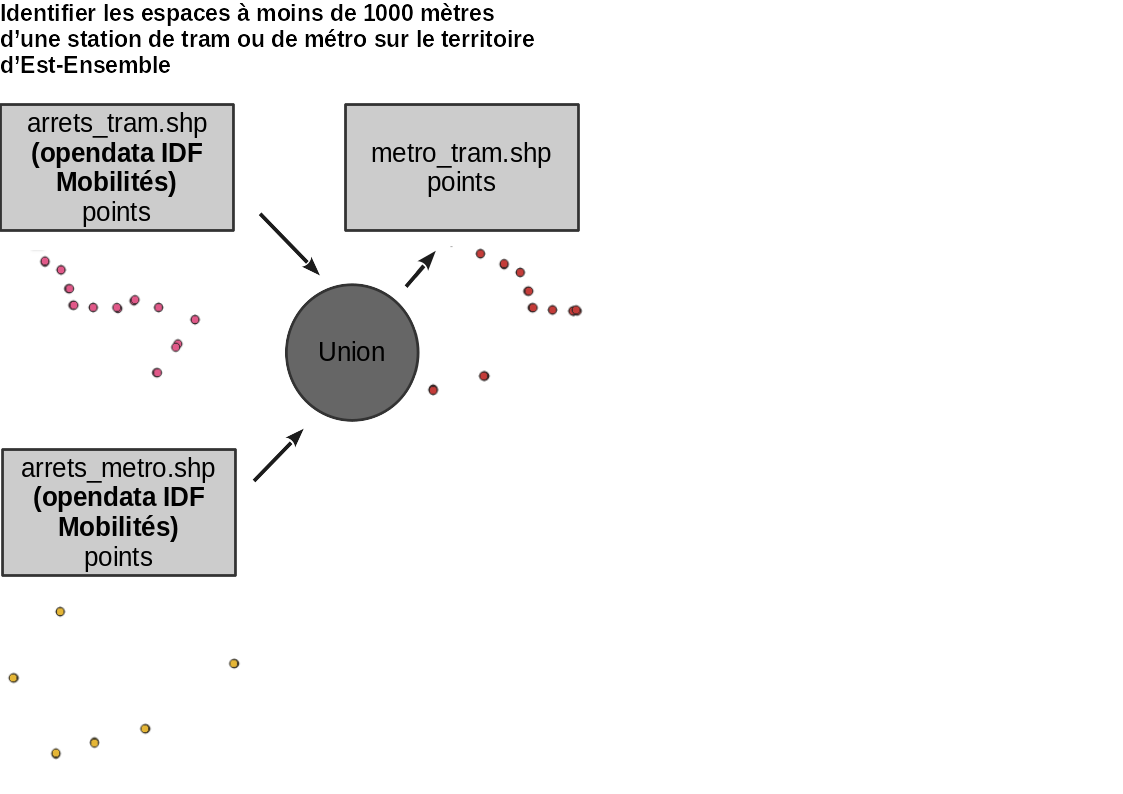 Identifier les espaces à moins de 1000 mètres
d’une station de tram ou de métro sur le territoire
d’Est-Ensemble
arrets_tram.shp
(opendata IDF
Mobilités)
points
metro_tram.shp
points
Union
arrets_metro.shp
(opendata IDF
Mobilités)
points